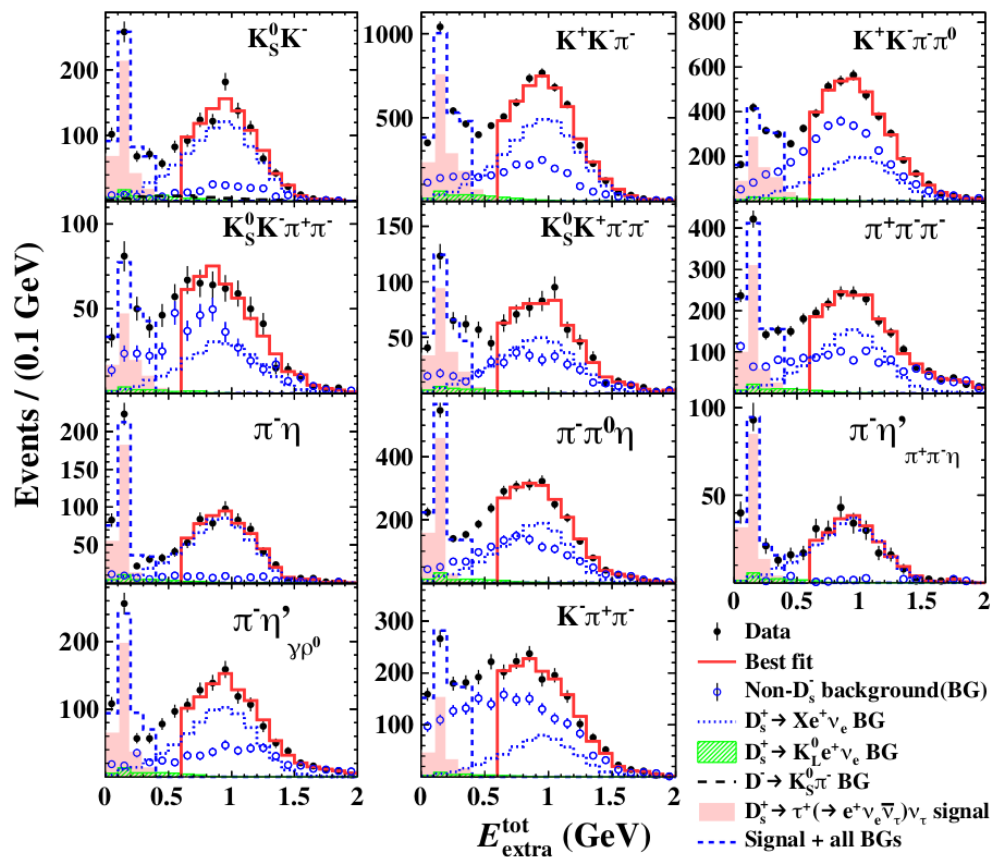 Events / (0.1 GeV)
K⁰_S K⁻
K⁺K⁻π⁻
K⁺K⁻π⁻π⁰
200
100
1000
500
600
400
200
K⁰_S K⁻π⁺π⁻
K⁰_S K⁺π⁻π⁻
π⁺π⁻π⁻
50
150
100
50
400
300
200
100
π⁻η
π⁻π⁰η
π⁻η’ π⁺π⁻η
200
150
100
50
400
200
100
50
0 0.5 1 1.5 2
π⁻η’ γρ⁰
K⁻π⁺π⁻
200
100
300
200
100
0 0.5 1 1.5 2
0 0.5 1 1.5 2
E^tot_extra (GeV)
Data
Best fit
Non-D⁻_s background(BG)
D⁺_s → Xe⁺ν_e BG
D⁺_s → K⁰_L e⁺ν_e BG
D⁻ → K⁰_S π⁻ BG
D⁺_s → τ⁺(→ e⁺ν_e ν̅_τ)ν_τ signal
Signal + all BGs